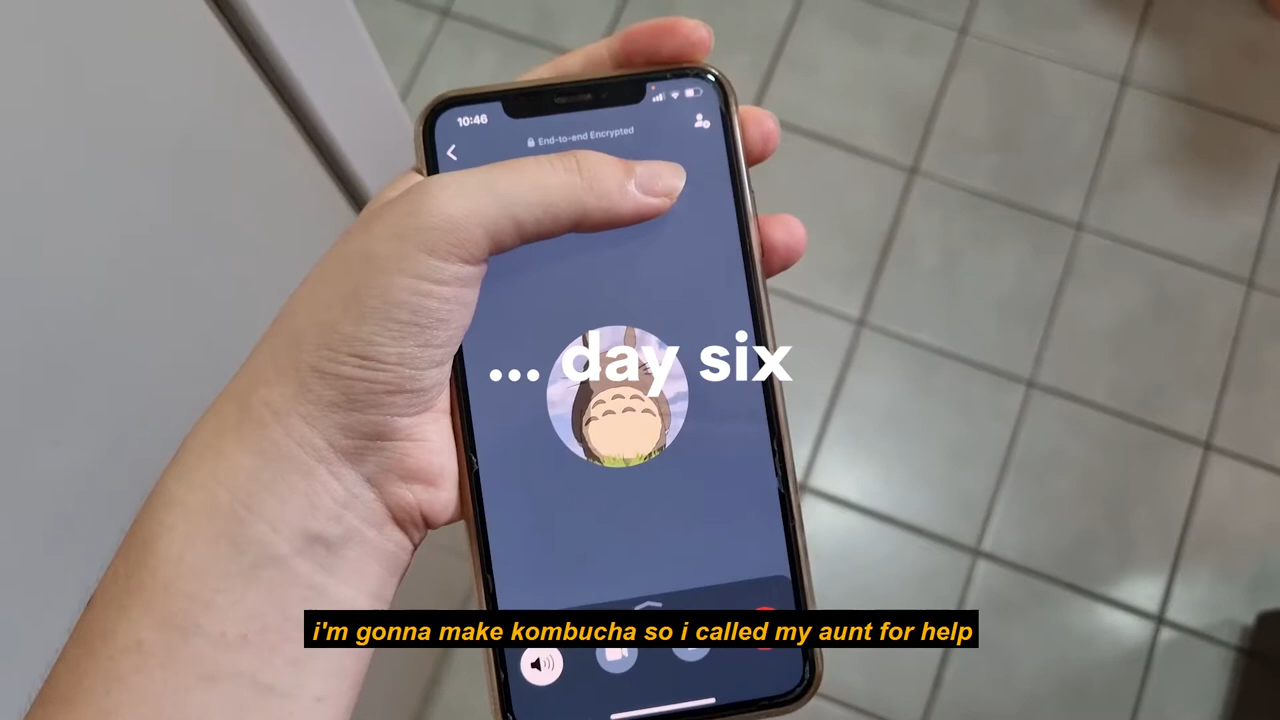 10:46
End-to-end Encrypted
... day six
i'm gonna make kombucha so i called my aunt for help